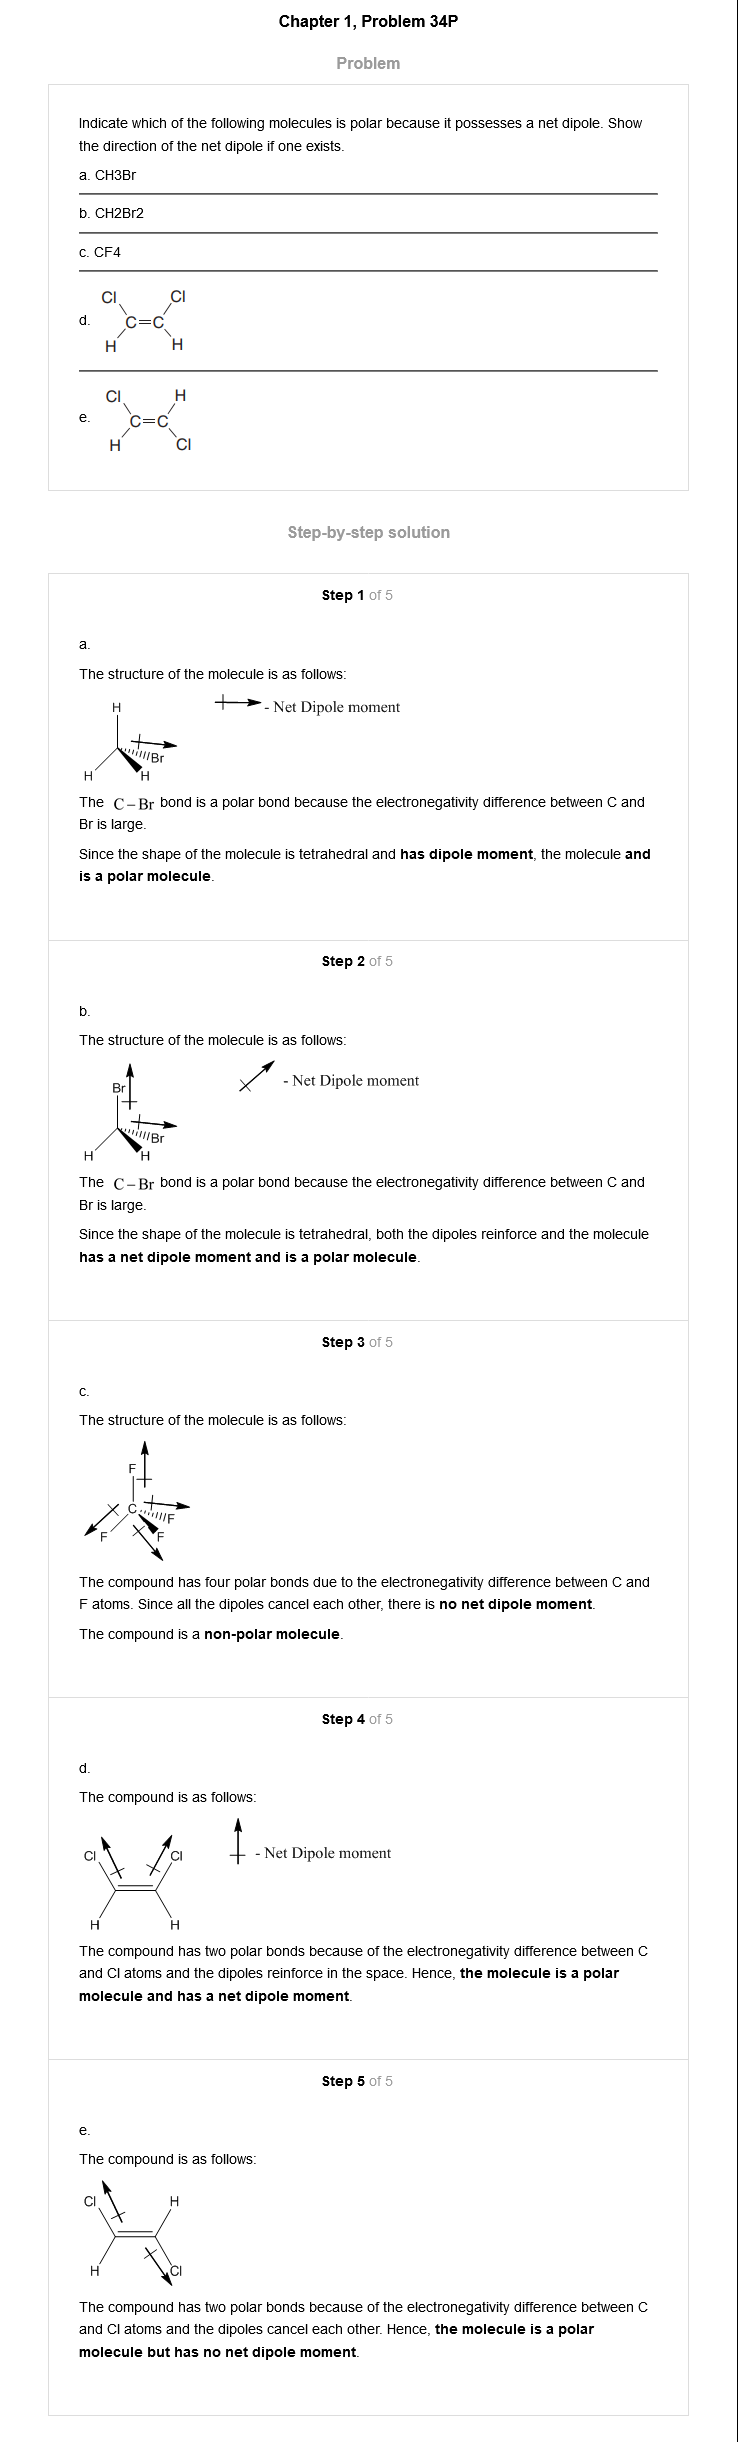 Chapter 1, Problem 34P
Problem
Indicate which of the following molecules is polar because it possesses a net dipole. Show
the direction of the net dipole if one exists.
a. CH3Br
b. CH2Br2
c. CF4
Cl Cl
d. C=C
H H
Cl H
e. C=C
H Cl
Step-by-step solution
Step 1 of 5
a.
The structure of the molecule is as follows:
H - Net Dipole moment
Br
H H
The C–Br bond is a polar bond because the electronegativity difference between C and
Br is large.
Since the shape of the molecule is tetrahedral and has dipole moment, the molecule and
is a polar molecule.
Step 2 of 5
b.
The structure of the molecule is as follows:
Br - Net Dipole moment
Br
H H
The C–Br bond is a polar bond because the electronegativity difference between C and
Br is large.
Since the shape of the molecule is tetrahedral, both the dipoles reinforce and the molecule
has a net dipole moment and is a polar molecule.
Step 3 of 5
c.
The structure of the molecule is as follows:
F
C F
F F
The compound has four polar bonds due to the electronegativity difference between C and
F atoms. Since all the dipoles cancel each other, there is no net dipole moment.
The compound is a non-polar molecule.
Step 4 of 5
d.
The compound is as follows:
Cl Cl - Net Dipole moment
H H
The compound has two polar bonds because of the electronegativity difference between C
and Cl atoms and the dipoles reinforce in the space. Hence, the molecule is a polar
molecule and has a net dipole moment.
Step 5 of 5
e.
The compound is as follows:
Cl H
H Cl
The compound has two polar bonds because of the electronegativity difference between C
and Cl atoms and the dipoles cancel each other. Hence, the molecule is a polar
molecule but has no net dipole moment.